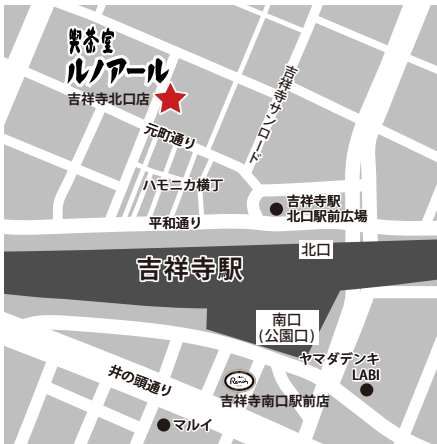 喫茶室
ルノアール
吉祥寺北口店
吉祥寺サンロード
元町通り
ハモニカ横丁
吉祥寺駅
北口駅前広場
平和通り
北口
吉祥寺駅
南口
(公園口)
ヤマダデンキ
LABI
井の頭通り
Renoir
吉祥寺南口駅前店
マルイ